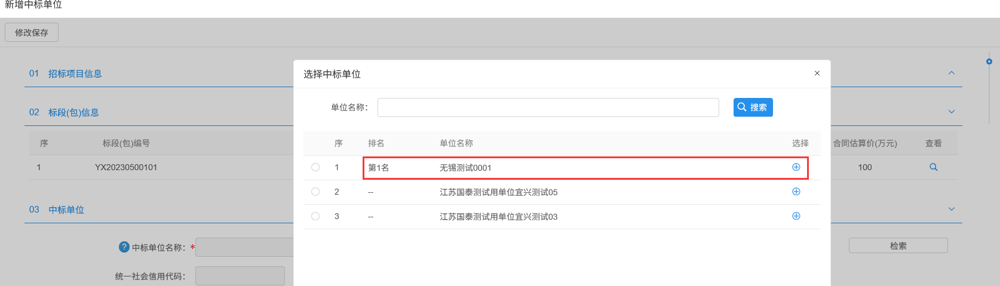 新增中标单位
修改保存
01 招标项目信息
02 标段(包)信息
序 标段(包)编号 合同估算价(万元) 查看
1 YX20230500101 100
03 中标单位
? 中标单位名称：* 检索
统一社会信用代码：
选择中标单位 ×
单位名称： 搜索
序 排名 单位名称 选择
1 第1名 无锡测试0001
2 -- 江苏国泰测试用单位宜兴测试05
3 -- 江苏国泰测试用单位宜兴测试03